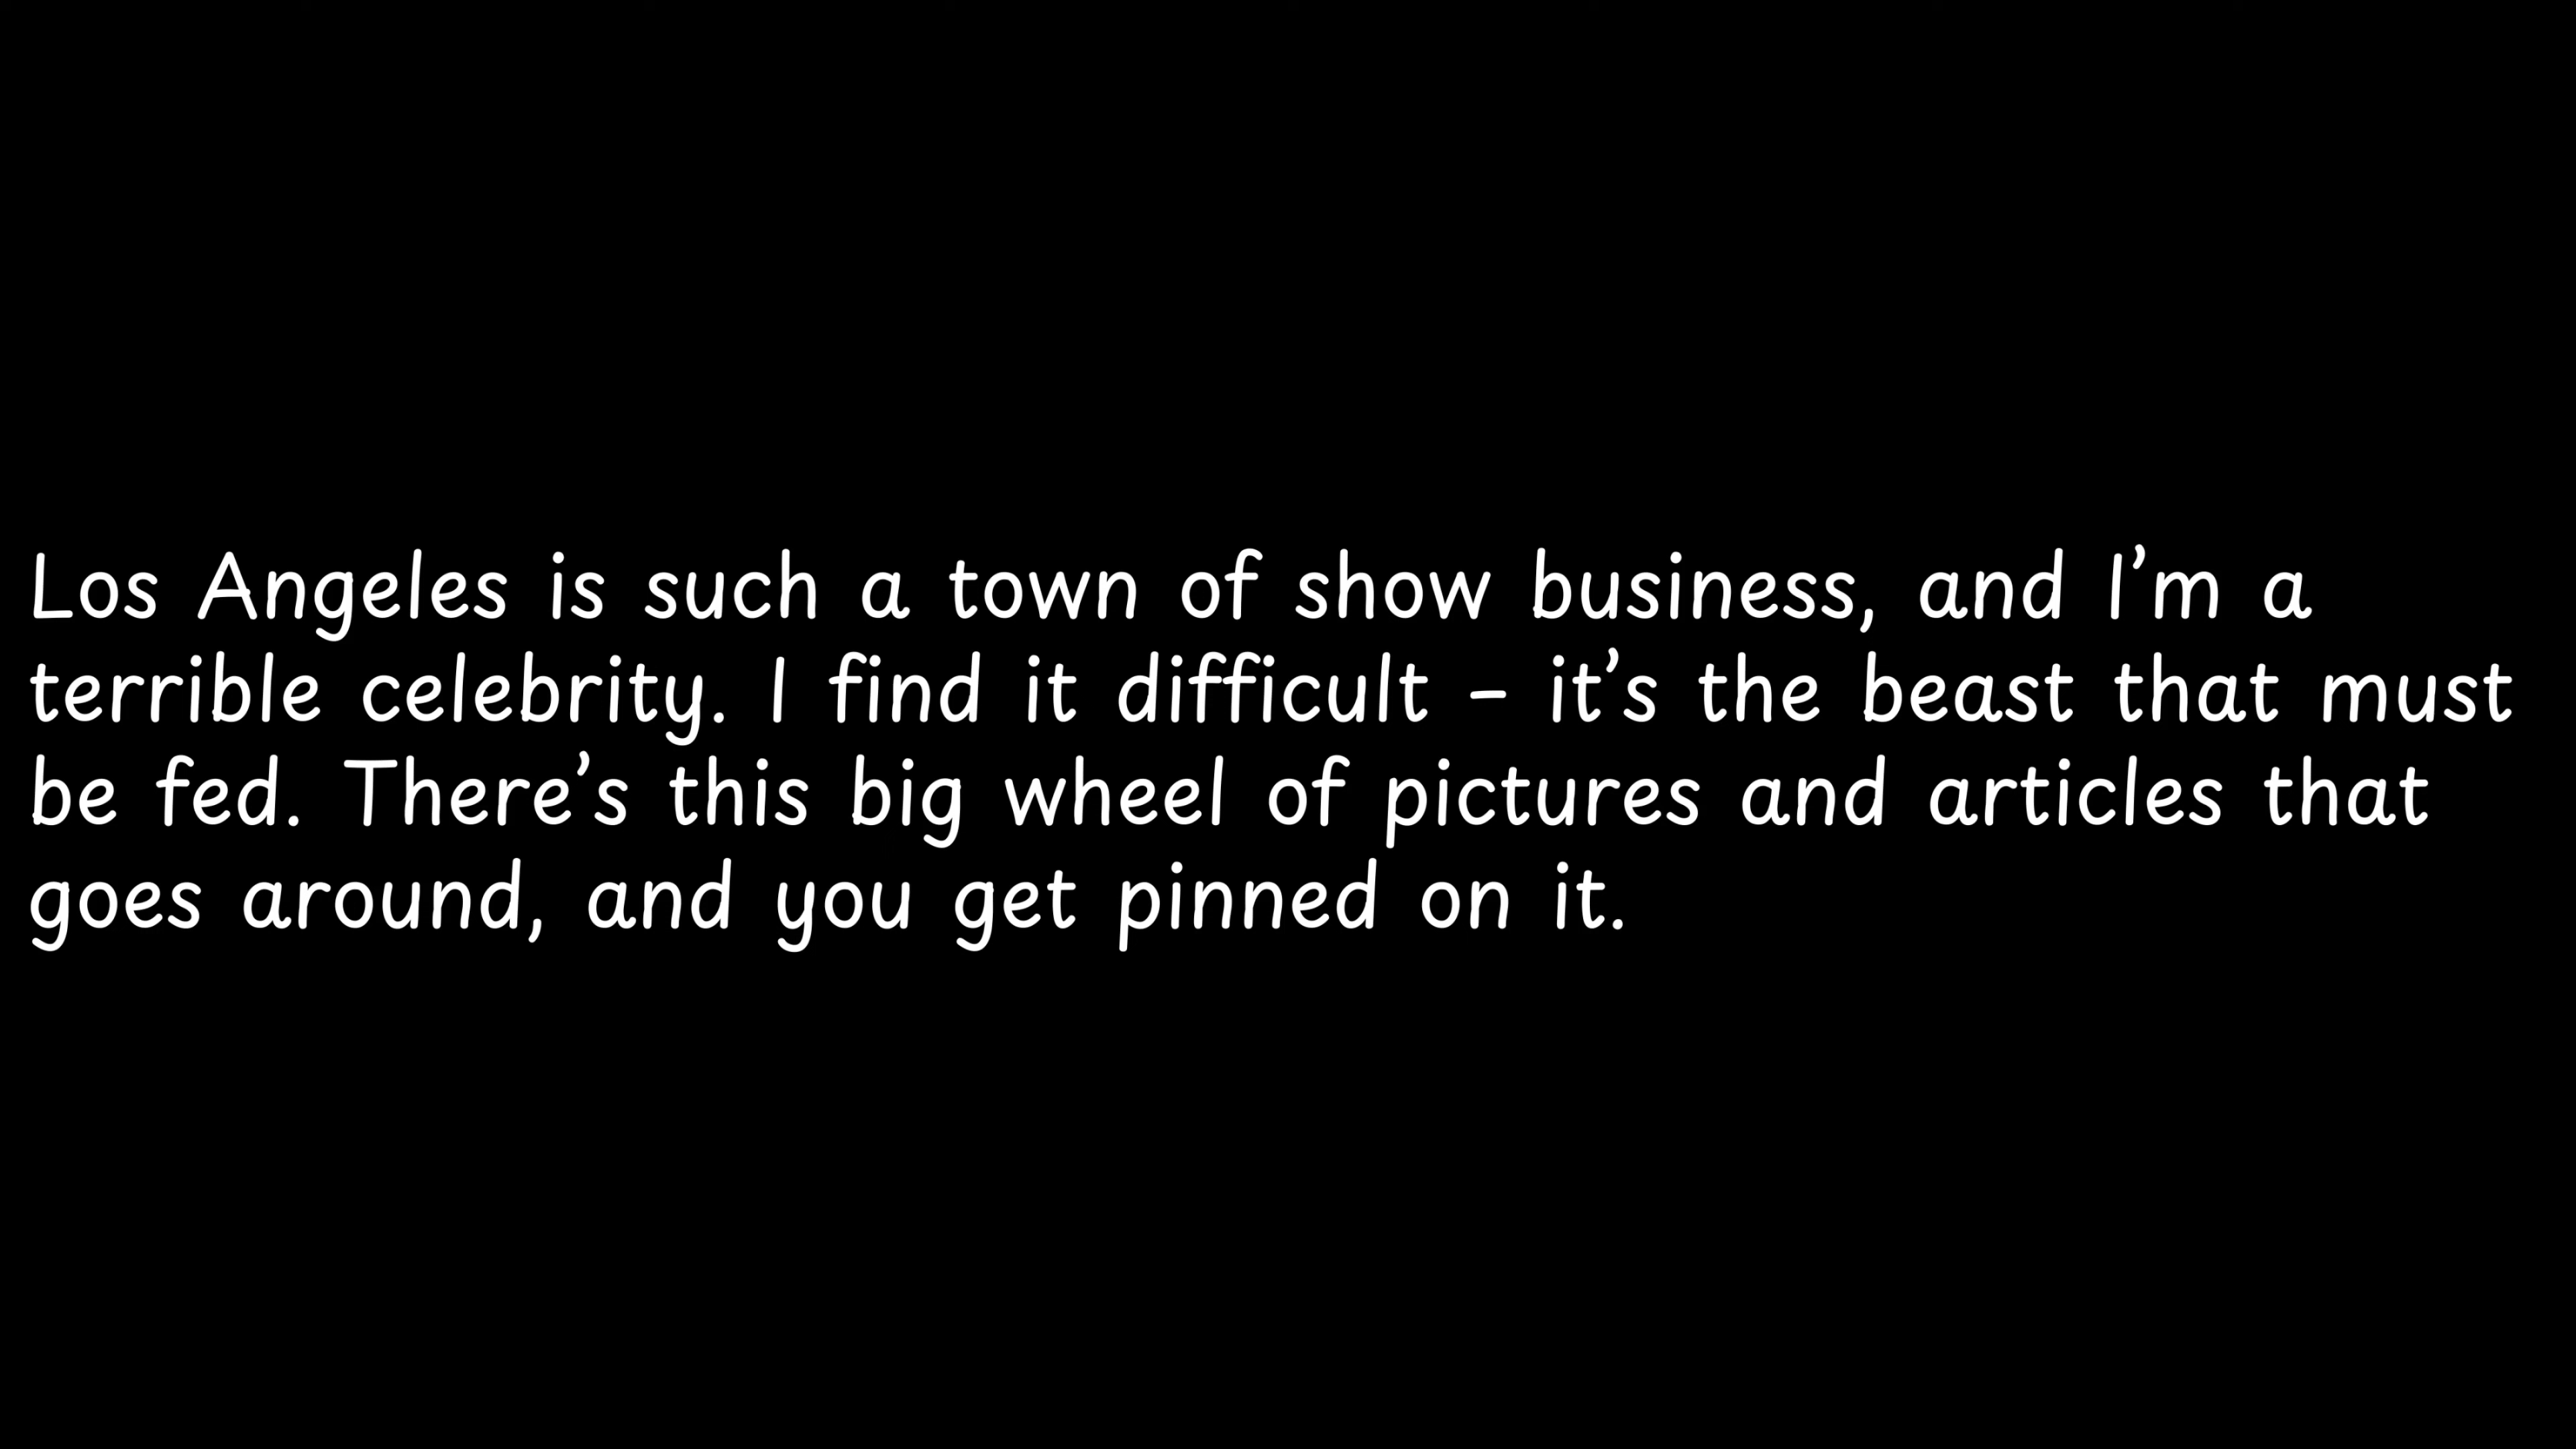 Los Angeles is such a town of show business, and I’m a
terrible celebrity. I find it difficult – it’s the beast that must
be fed. There’s this big wheel of pictures and articles that
goes around, and you get pinned on it.